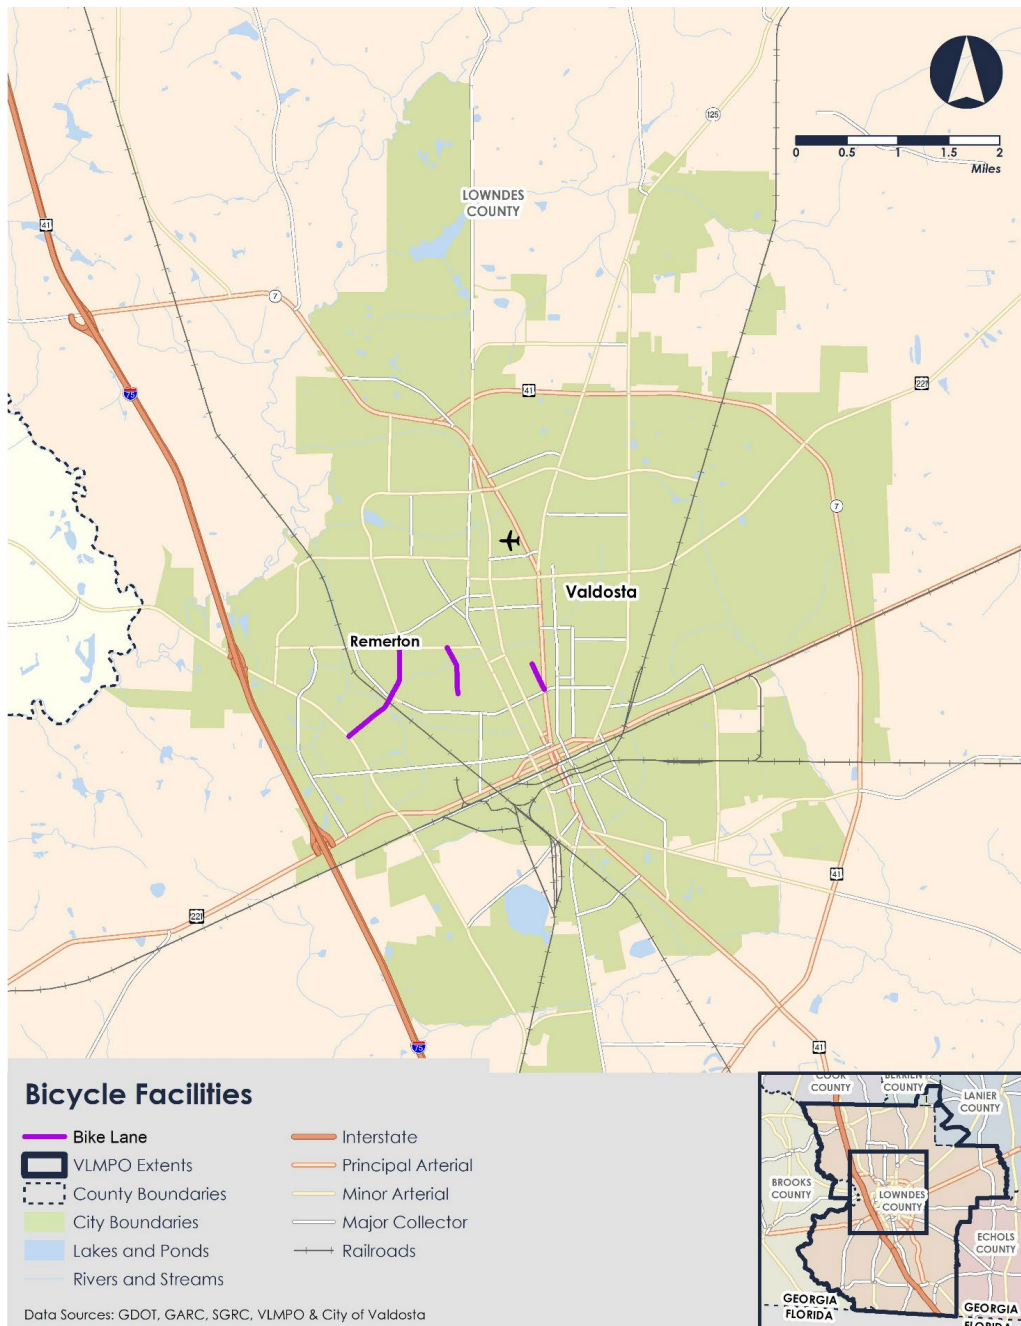 125
0 0.5 1 1.5 2
Miles
LOWNDES
COUNTY
41
7
75
41
221
7
Valdosta
Remerton
41
221
75
41
Bicycle Facilities
Bike Lane
VLMPO Extents
County Boundaries
City Boundaries
Lakes and Ponds
Rivers and Streams
Interstate
Principal Arterial
Minor Arterial
Major Collector
Railroads
Data Sources: GDOT, GARC, SGRC, VLMPO & City of Valdosta
COOK
COUNTY
BERRIEN
COUNTY
LANIER
COUNTY
BROOKS
COUNTY
LOWNDES
COUNTY
ECHOLS
COUNTY
GEORGIA
FLORIDA
GEORGIA
FLORIDA